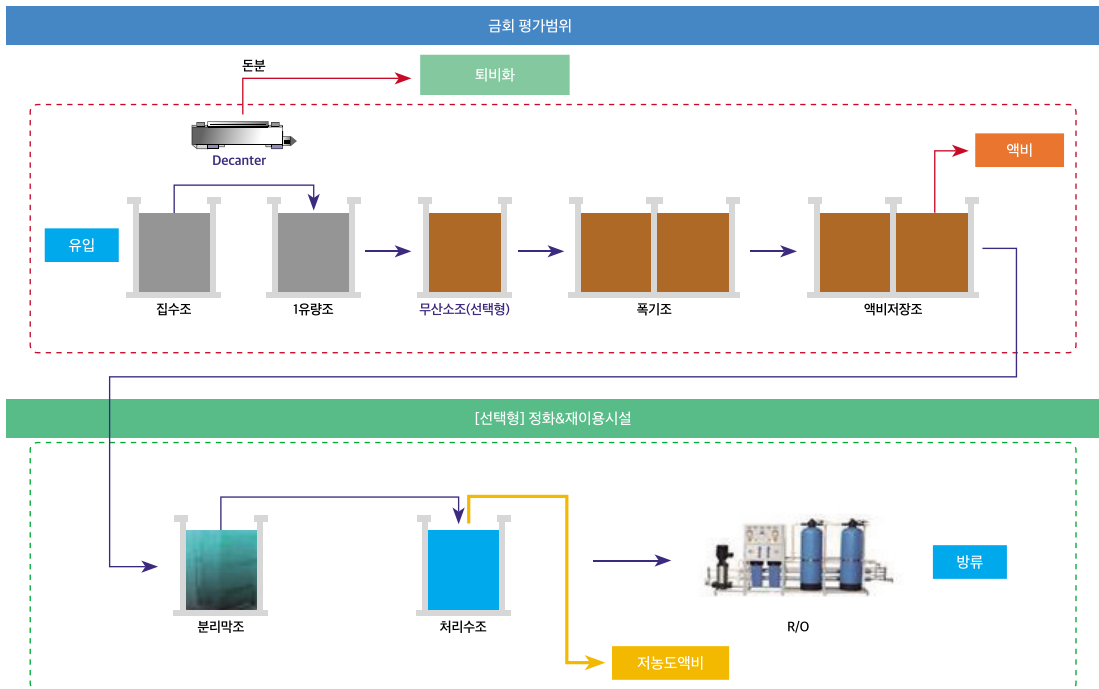 금회 평가범위
돈분
퇴비화
Decanter
액비
유입
집수조
1유량조
무산소조(선택형)
폭기조
액비저장조
[선택형] 정화&재이용시설
분리막조
처리수조
R/O
방류
저농도액비